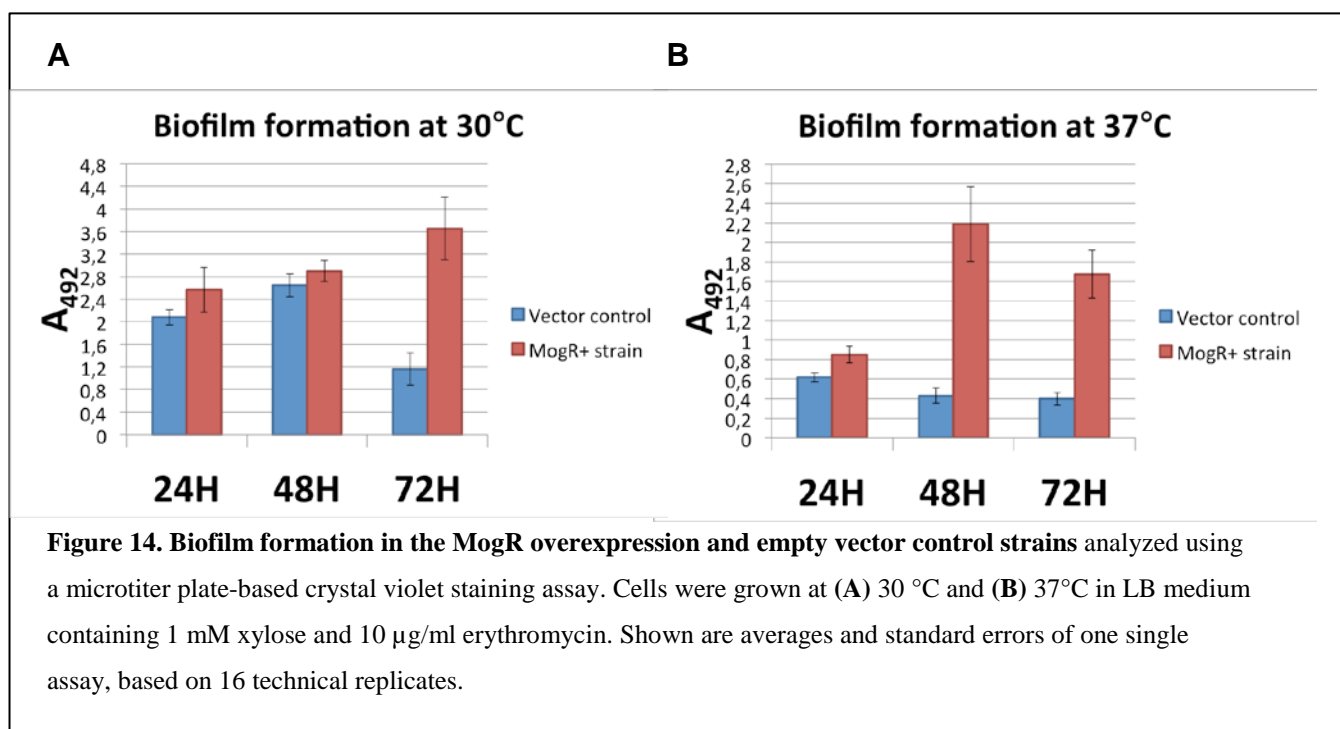 A
Biofilm formation at 30°C
4,8
4,4
4
3,6
3,2
2,8
2,4
2
1,6
1,2
0,8
0,4
0
A492
24H 48H 72H
Vector control
MogR+ strain
B
Biofilm formation at 37°C
2,8
2,6
2,4
2,2
2
1,8
1,6
1,4
1,2
1
0,8
0,6
0,4
0,2
0
A492
24H 48H 72H
Vector control
MogR+ strain
Figure 14. Biofilm formation in the MogR overexpression and empty vector control strains analyzed using
a microtiter plate-based crystal violet staining assay. Cells were grown at (A) 30 °C and (B) 37°C in LB medium
containing 1 mM xylose and 10 µg/ml erythromycin. Shown are averages and standard errors of one single
assay, based on 16 technical replicates.